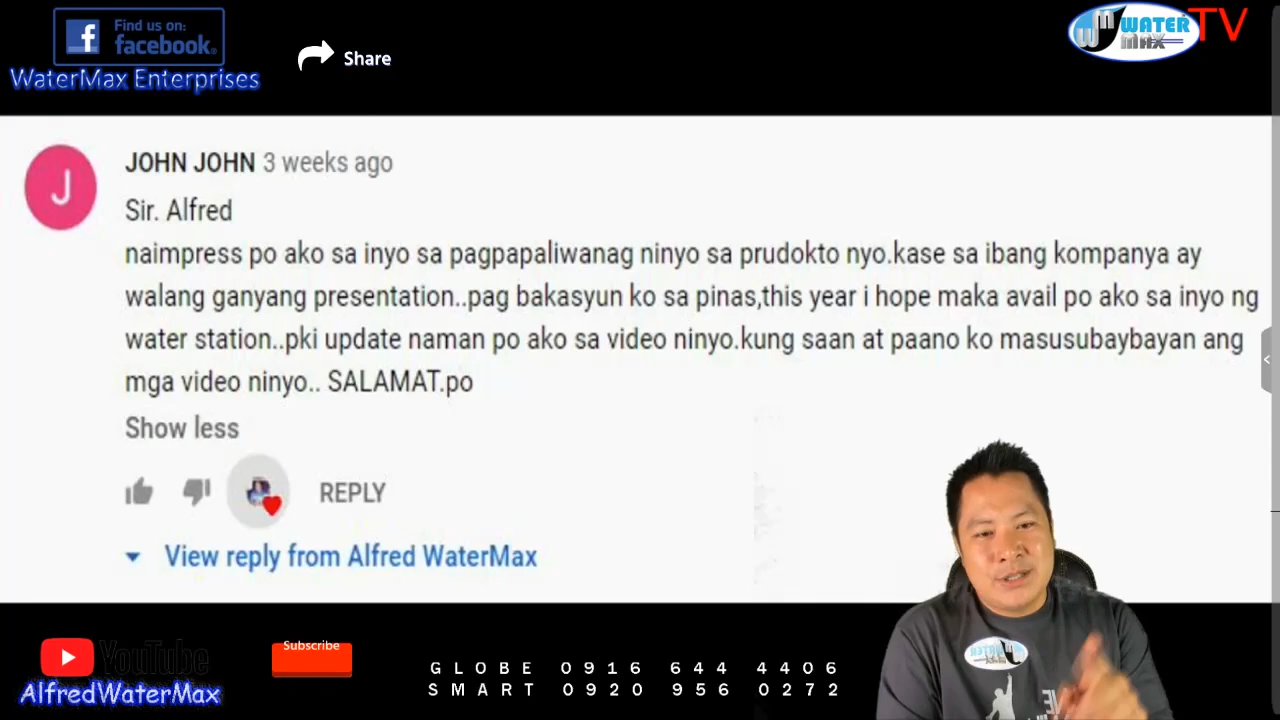 Find us on:
facebook.
WaterMax Enterprises
Share
WATER
MAX
TV
J
JOHN JOHN 3 weeks ago
Sir. Alfred
naimpress po ako sa inyo sa pagpapaliwanag ninyo sa prudokto nyo.kase sa ibang kompanya ay
walang ganyang presentation..pag bakasyun ko sa pinas,this year i hope maka avail po ako sa inyo ng
water station..pki update naman po ako sa video ninyo.kung saan at paano ko masusubaybayan ang
mga video ninyo.. SALAMAT.po
Show less
REPLY
View reply from Alfred WaterMax
YouTube
AlfredWaterMax
Subscribe
GLOBE 0916 644 4406
SMART 0920 956 0272